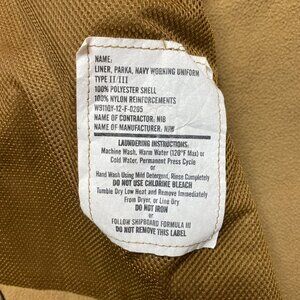 NAME:
LINER, PARKA, NAVY WORKING UNIFORM
TYPE II/III
100% POLYESTER SHELL
100% NYLON REINFORCEMENTS
W911QY-12-F-0205
NAME OF CONTRACTOR: NIB
NAME OF MANUFACTURER: NIB
LAUNDERING INSTRUCTIONS:
Machine Wash, Warm Water (120°F Max) or
Cold Water, Permanent Press Cycle
or
Hand Wash Using Mild Detergent, Rinse Completely
DO NOT USE CHLORINE BLEACH
Tumble Dry Low Heat and Remove Immediately
From Dryer, or Line Dry.
DO NOT IRON
or
FOLLOW SHIPBOARD FORMULA III
DO NOT REMOVE THIS LABEL